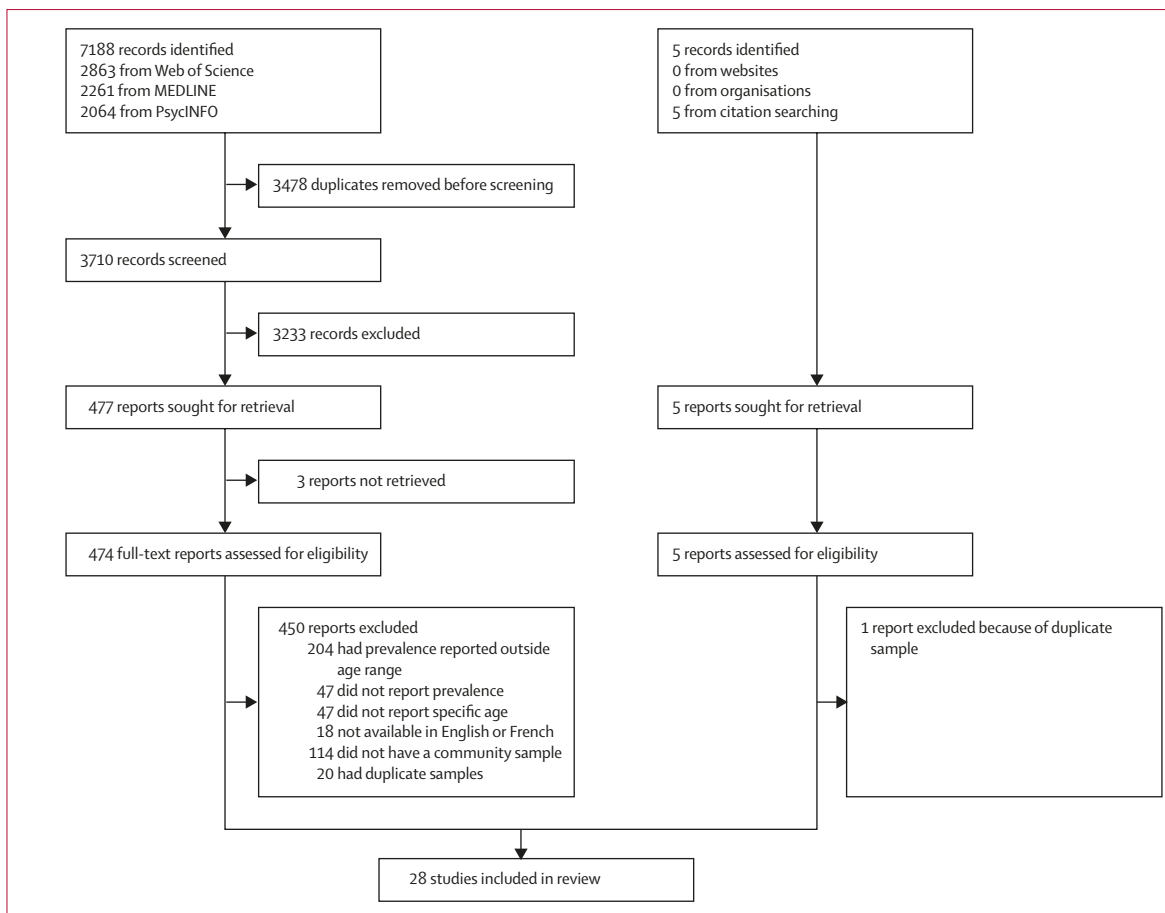 7188 records identified
2863 from Web of Science
2261 from MEDLINE
2064 from PsycINFO
5 records identified
0 from websites
0 from organisations
5 from citation searching
3478 duplicates removed before screening
3710 records screened
3233 records excluded
477 reports sought for retrieval
5 reports sought for retrieval
3 reports not retrieved
474 full-text reports assessed for eligibility
5 reports assessed for eligibility
450 reports excluded
204 had prevalence reported outside
age range
47 did not report prevalence
47 did not report specific age
18 not available in English or French
114 did not have a community sample
20 had duplicate samples
1 report excluded because of duplicate
sample
28 studies included in review